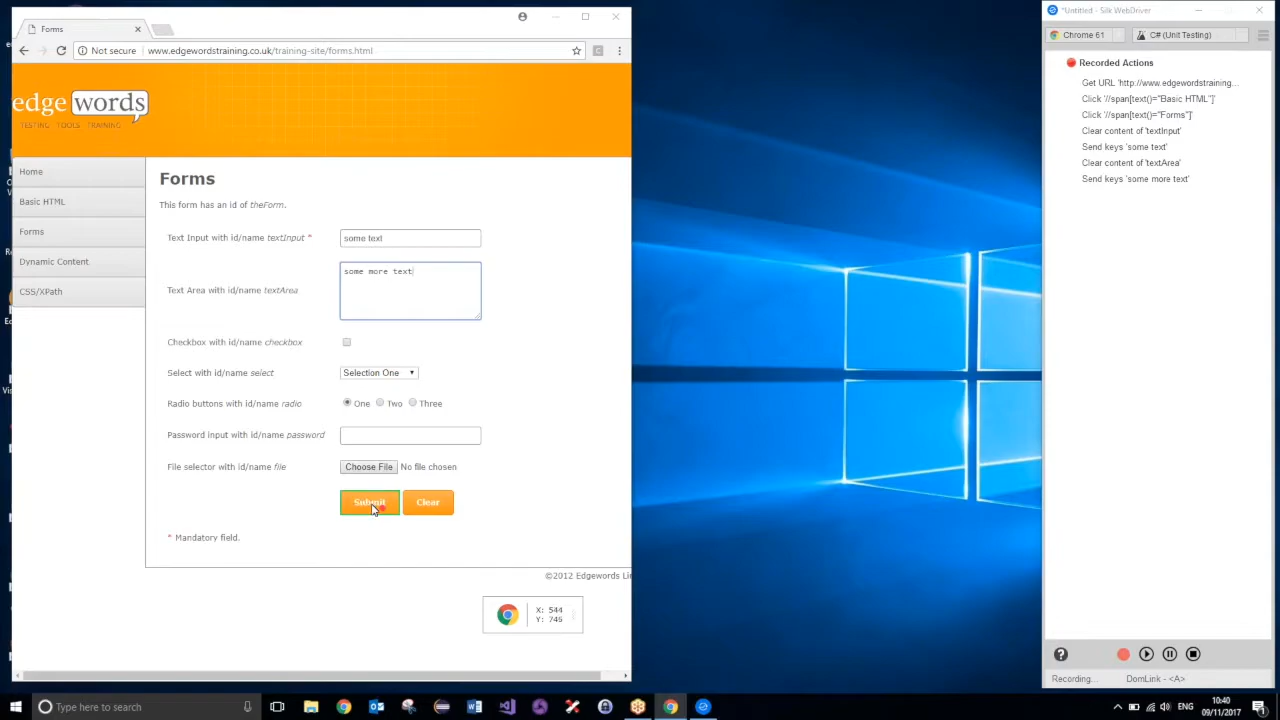 Forms
Not secure
www.edgewordstraining.co.uk/training-site/forms.html
edge words
TESTING TOOLS TRAINING
Home
Basic HTML
Forms
Dynamic Content
CSS/XPath
Forms
This form has an id of theForm.
Text Input with id/name textInput *
some text
Text Area with id/name textArea
some more text
Checkbox with id/name checkbox
Select with id/name select
Selection One
Radio buttons with id/name radio
One Two Three
Password input with id/name password
File selector with id/name file
Choose File No file chosen
Submit Clear
* Mandatory field.
©2012 Edgewords Li
X: 544
Y: 746
*Untitled - Silk WebDriver
Chrome 61
C# (Unit Testing)
Recorded Actions
Get URL 'http://www.edgewordstraining...
Click '//span[text()="Basic HTML"]'
Click '//span[text()="Forms"]'
Clear content of 'textInput'
Send keys 'some text'
Clear content of 'textArea'
Send keys 'some more text'
Recording... DomLink - <A>
Type here to search
ENG
10:40
09/11/2017